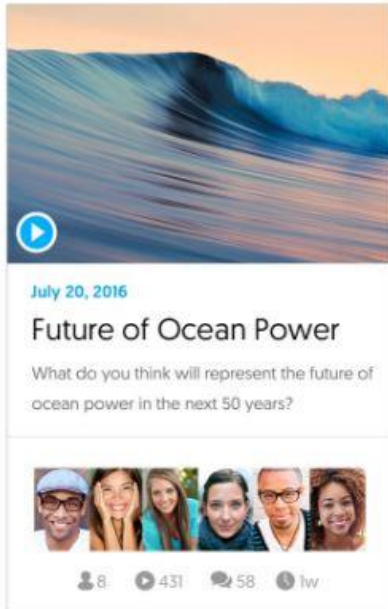 July 20, 2016
Future of Ocean Power
What do you think will represent the future of
ocean power in the next 50 years?
8 431 58 1w